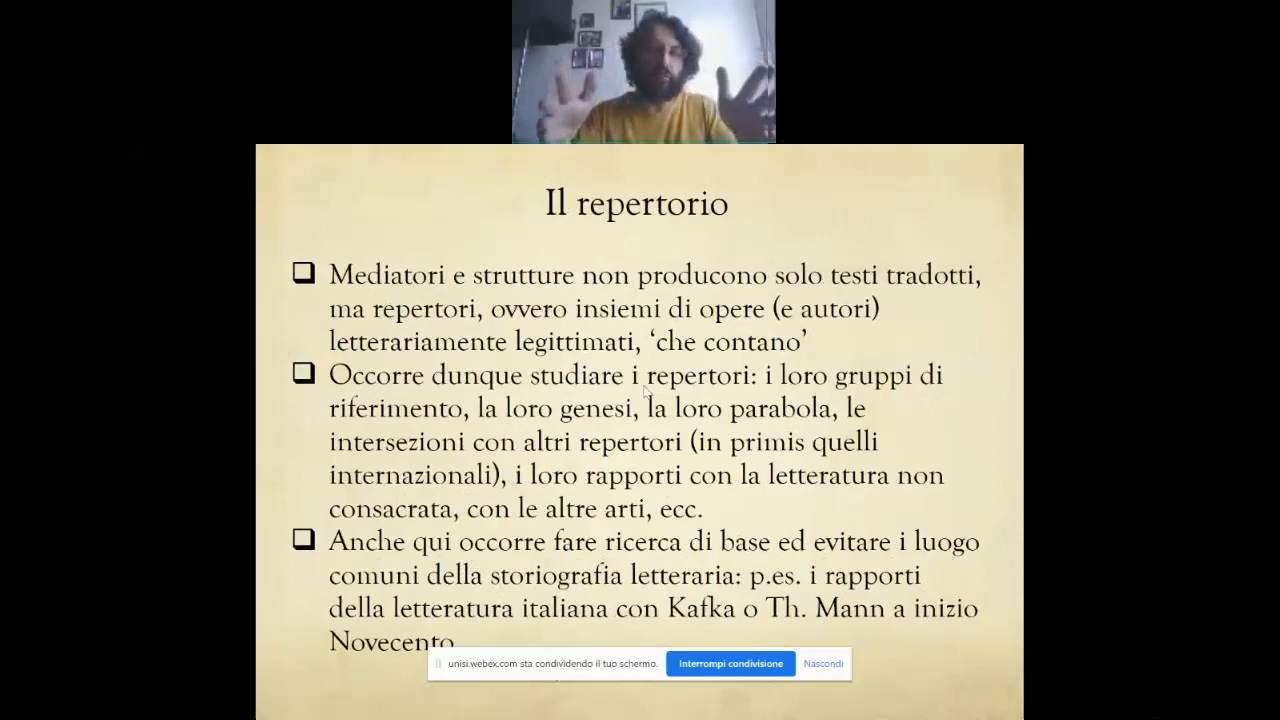 Il repertorio
❑ Mediatori e strutture non producono solo testi tradotti,
ma repertori, ovvero insiemi di opere (e autori)
letterariamente legittimati, ‘che contano’
❑ Occorre dunque studiare i repertori: i loro gruppi di
riferimento, la loro genesi, la loro parabola, le
intersezioni con altri repertori (in primis quelli
internazionali), i loro rapporti con la letteratura non
consacrata, con le altre arti, ecc.
❑ Anche qui occorre fare ricerca di base ed evitare i luogo
comuni della storiografia letteraria: p.es. i rapporti
della letteratura italiana con Kafka o Th. Mann a inizio
Novecento
unisi.webex.com sta condividendo il tuo schermo. Interrompi condivisione Nascondi